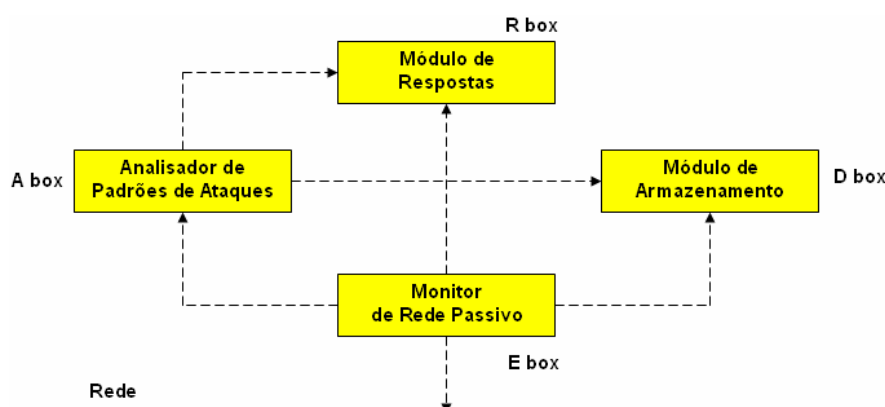 R box
Módulo de
Respostas
A box
Analisador de
Padrões de Ataques
Módulo de
Armazenamento
D box
Monitor
de Rede Passivo
E box
Rede